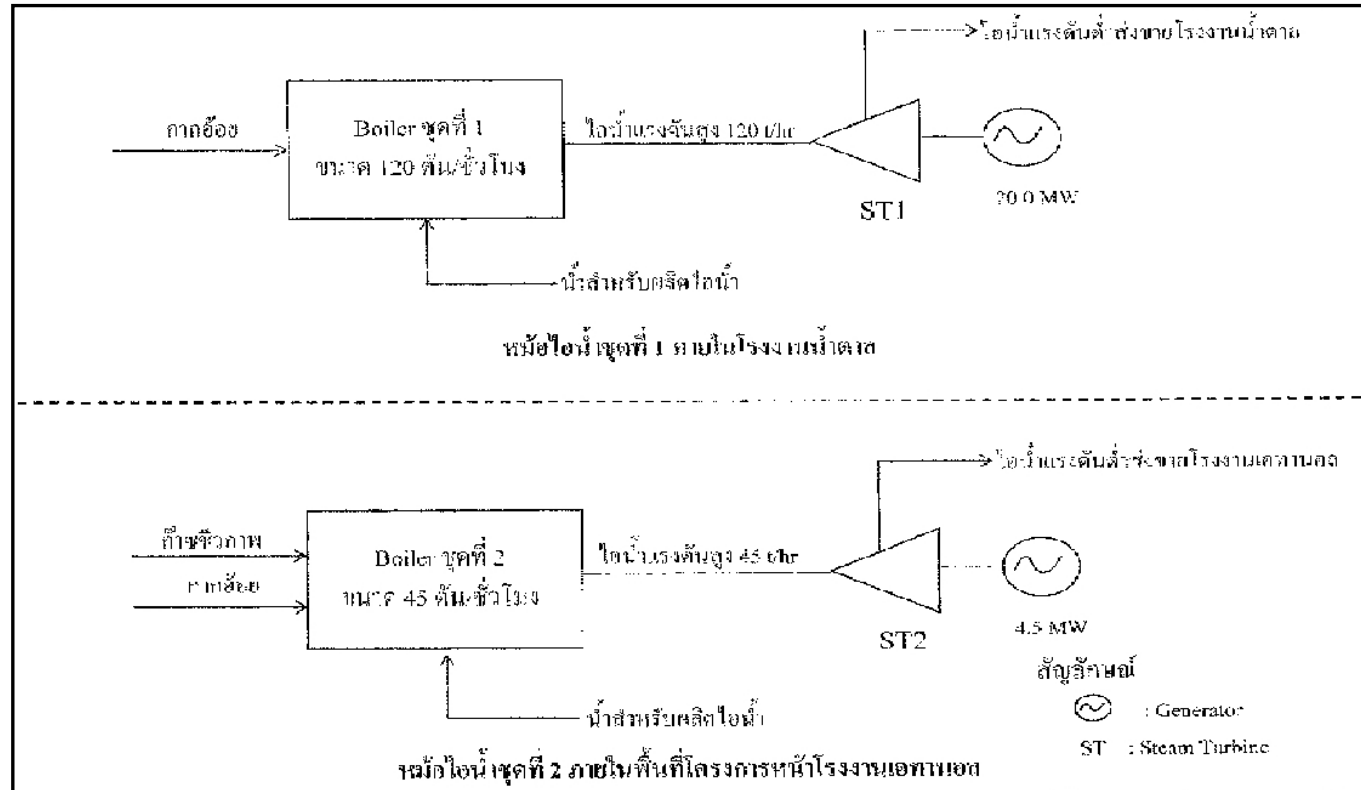 ไอน้ำแรงดันต่ำส่งขายโรงงานน้ำตาล
กากอ้อย
Boiler ชุดที่ 1
ขนาด 120 ตัน/ชั่วโมง
ไอน้ำแรงดันสูง 120 t/hr
ST1
20.0 MW
น้ำสำหรับผลิตไอน้ำ
หม้อไอน้ำชุดที่ 1 ภายในโรงงานน้ำตาล
ไอน้ำแรงดันต่ำส่งขายโรงงานเอทานอล
ก๊าซชีวภาพ
กากอ้อย
Boiler ชุดที่ 2
ขนาด 45 ตัน/ชั่วโมง
ไอน้ำแรงดันสูง 45 t/hr
ST2
4.5 MW
สัญลักษณ์
: Generator
ST : Steam Turbine
น้ำสำหรับผลิตไอน้ำ
หม้อไอน้ำชุดที่ 2 ภายในพื้นที่โครงการหน้าโรงงานเอทานอล